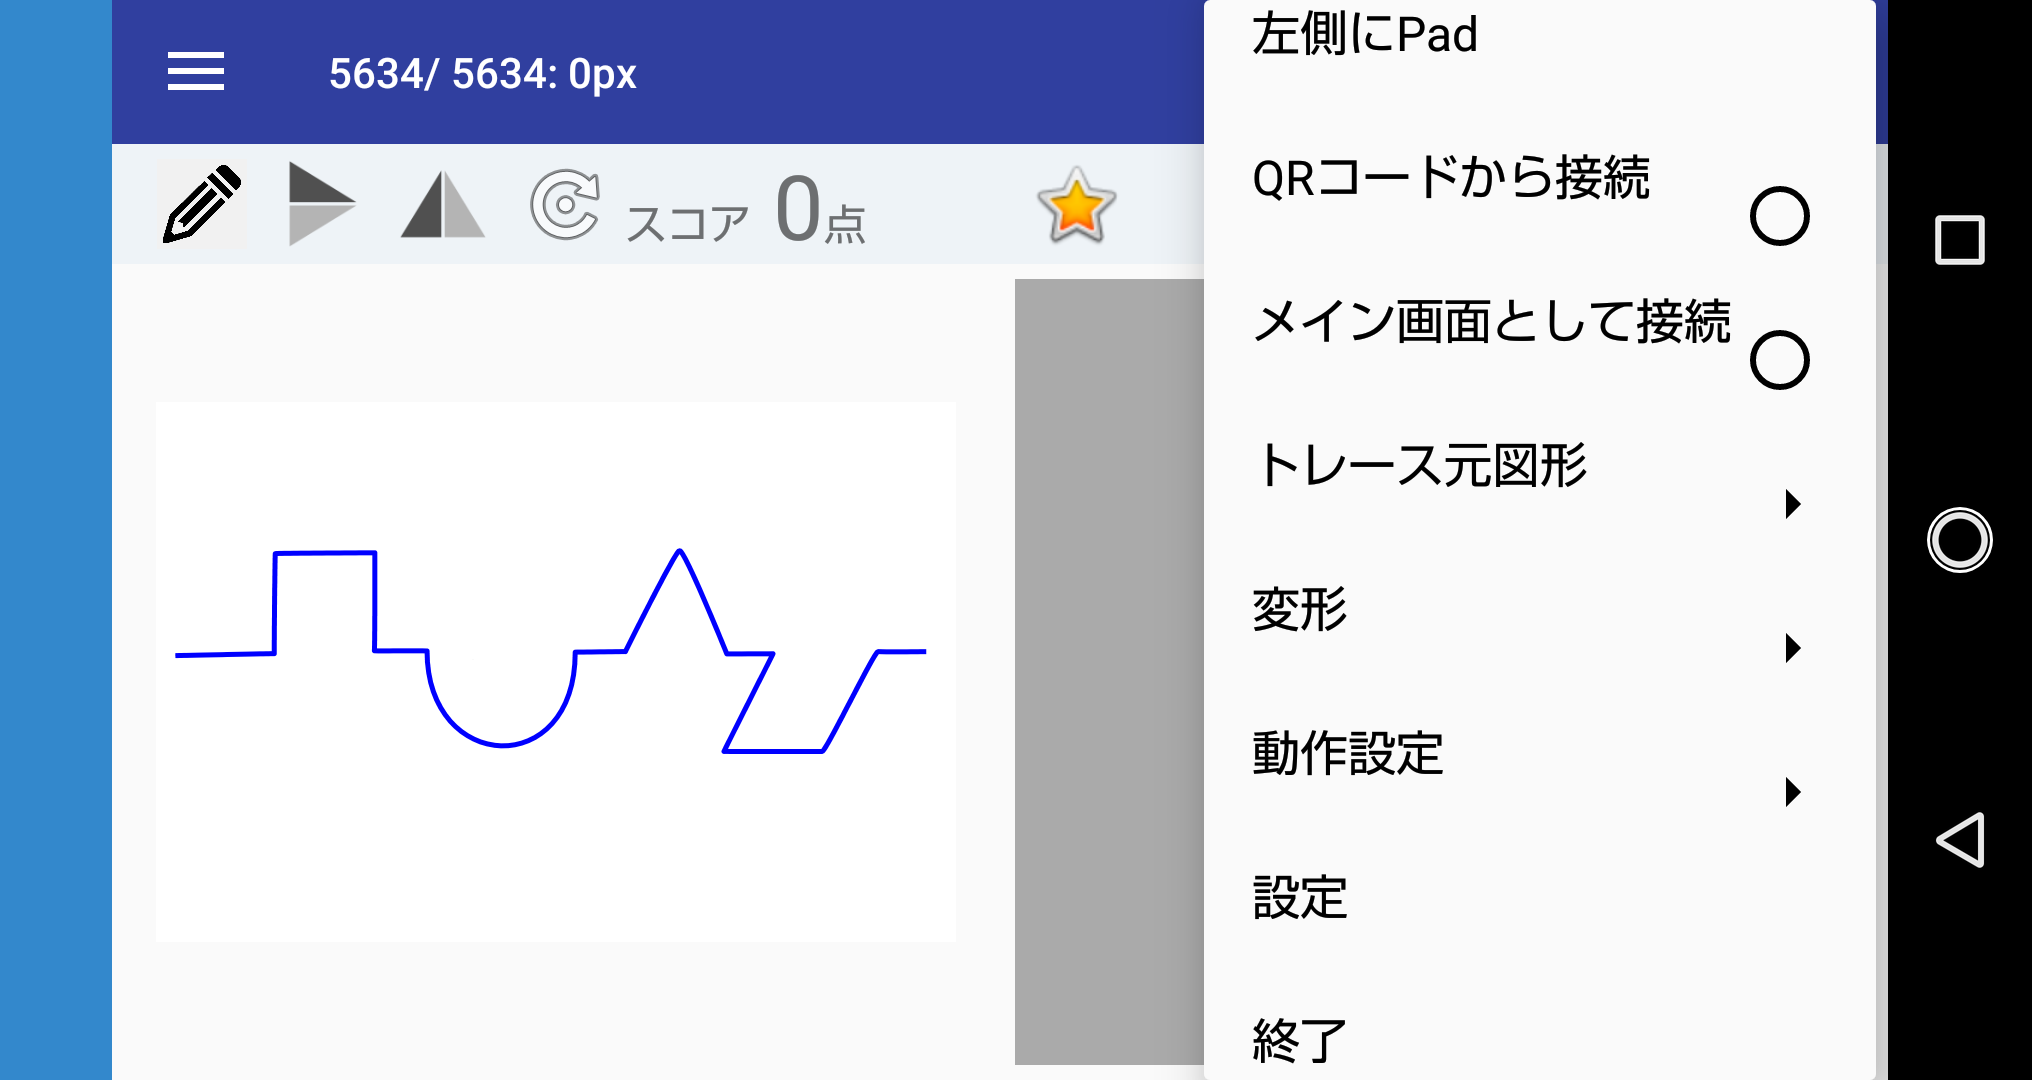 5634/ 5634: 0px
スコア 0点
左側にPad
QRコードから接続
メイン画面として接続
トレース元図形
変形
動作設定
設定
終了